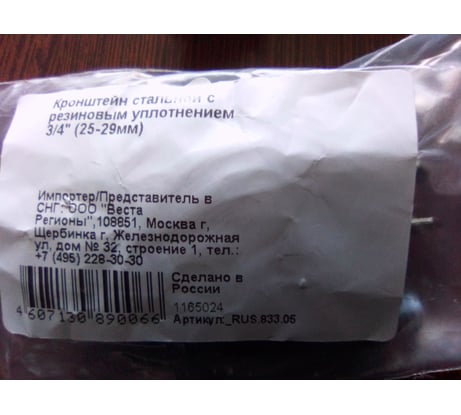 Кронштейн стальной с
резиновым уплотнением
3/4" (25-29мм)
Импортер/Представитель в
СНГ: ООО "Веста
Регионы",108851, Москва г,
Щербинка г. Железнодорожная
ул, дом № 32, строение 1, тел.:
+7 (495) 228-30-30
Сделано в
России
1165024
Артикул:_RUS.833.05
4 607130 890066